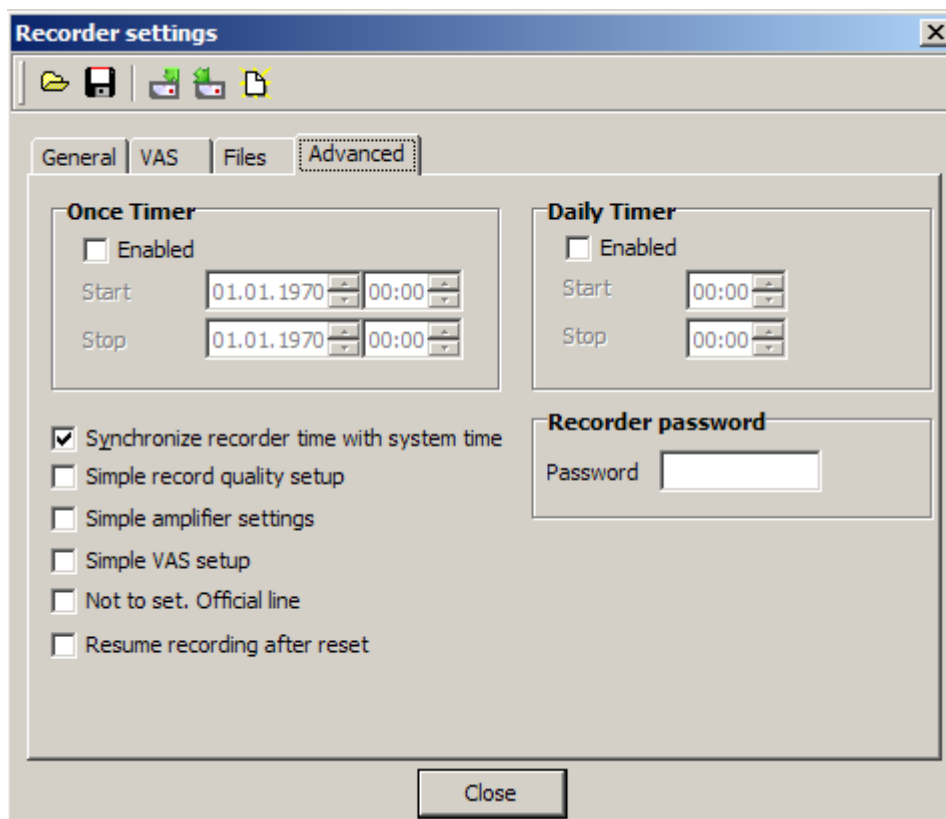 Recorder settings
General VAS Files Advanced
Once Timer
Enabled
Start 01.01.1970 00:00
Stop 01.01.1970 00:00
Daily Timer
Enabled
Start 00:00
Stop 00:00
Synchronize recorder time with system time
Simple record quality setup
Simple amplifier settings
Simple VAS setup
Not to set. Official line
Resume recording after reset
Recorder password
Password
Close